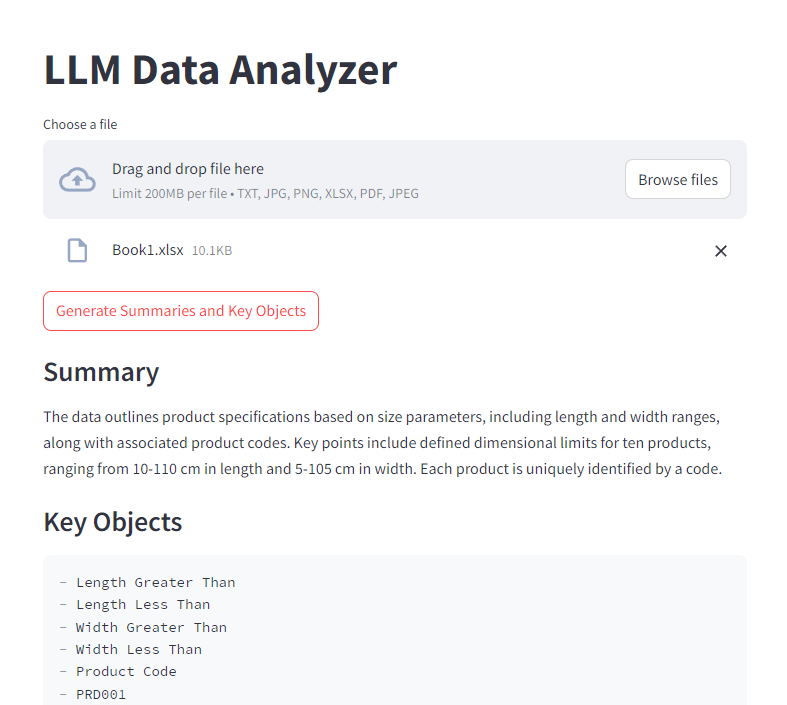 LLM Data Analyzer
Choose a file
Drag and drop file here
Limit 200MB per file • TXT, JPG, PNG, XLSX, PDF, JPEG
Browse files
Book1.xlsx 10.1KB
Generate Summaries and Key Objects
Summary
The data outlines product specifications based on size parameters, including length and width ranges,
along with associated product codes. Key points include defined dimensional limits for ten products,
ranging from 10-110 cm in length and 5-105 cm in width. Each product is uniquely identified by a code.
Key Objects
- Length Greater Than
- Length Less Than
- Width Greater Than
- Width Less Than
- Product Code
- PRD001